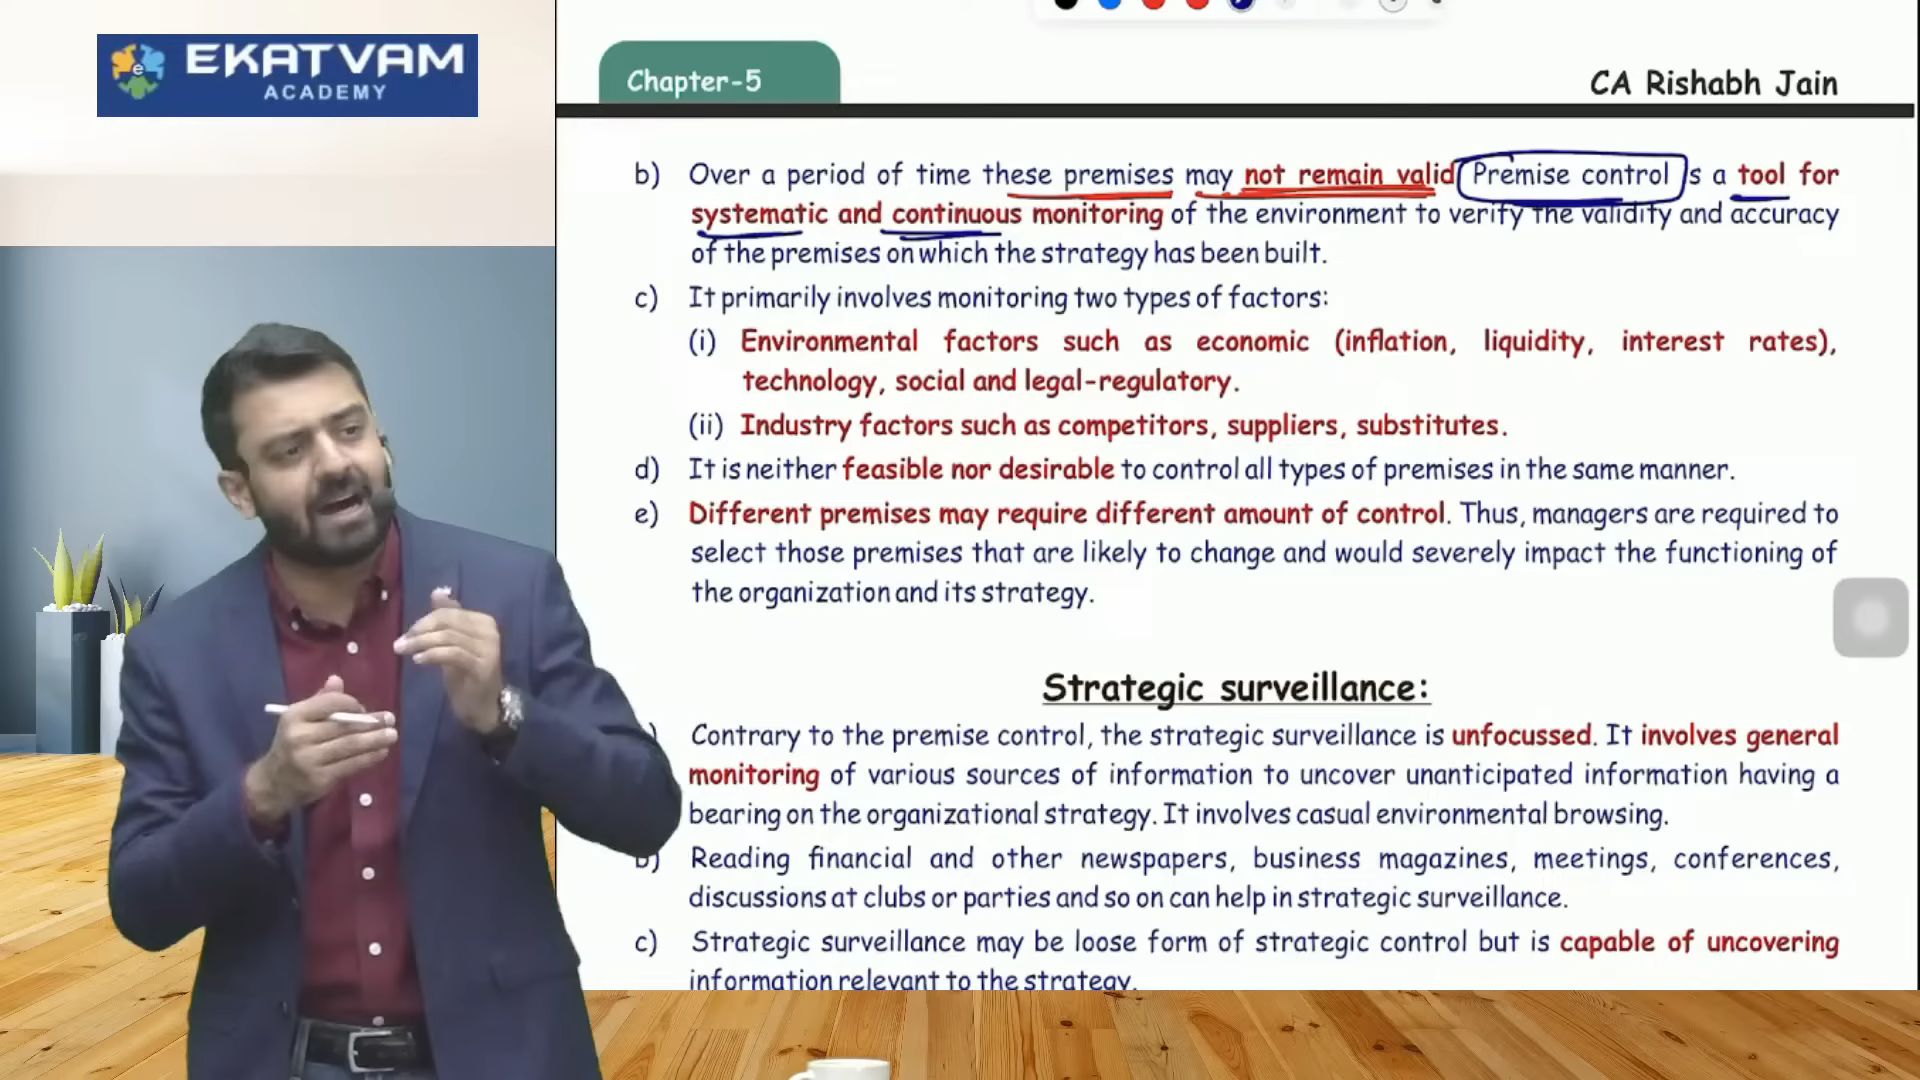 EKATVAM
ACADEMY
Chapter-5
CA Rishabh Jain
b) Over a period of time these premises may not remain valid Premise control is a tool for
systematic and continuous monitoring of the environment to verify the validity and accuracy
of the premises on which the strategy has been built.
c) It primarily involves monitoring two types of factors:
(i) Environmental factors such as economic (inflation, liquidity, interest rates),
technology, social and legal-regulatory.
(ii) Industry factors such as competitors, suppliers, substitutes.
d) It is neither feasible nor desirable to control all types of premises in the same manner.
e) Different premises may require different amount of control. Thus, managers are required to
select those premises that are likely to change and would severely impact the functioning of
the organization and its strategy.
Strategic surveillance:
) Contrary to the premise control, the strategic surveillance is unfocussed. It involves general
monitoring of various sources of information to uncover unanticipated information having a
bearing on the organizational strategy. It involves casual environmental browsing.
b) Reading financial and other newspapers, business magazines, meetings, conferences,
discussions at clubs or parties and so on can help in strategic surveillance.
c) Strategic surveillance may be loose form of strategic control but is capable of uncovering
information relevant to the strategy.